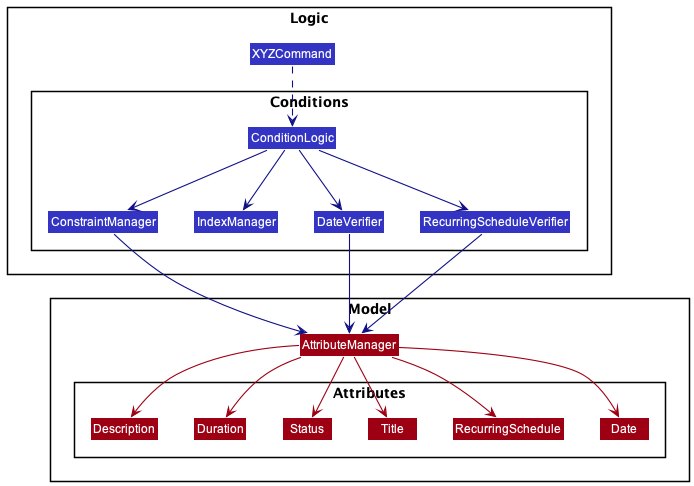 Logic
XYZCommand
Conditions
ConditionLogic
ConstraintManager
IndexManager
DateVerifier
RecurringScheduleVerifier
Model
AttributeManager
Attributes
Description
Duration
Status
Title
RecurringSchedule
Date